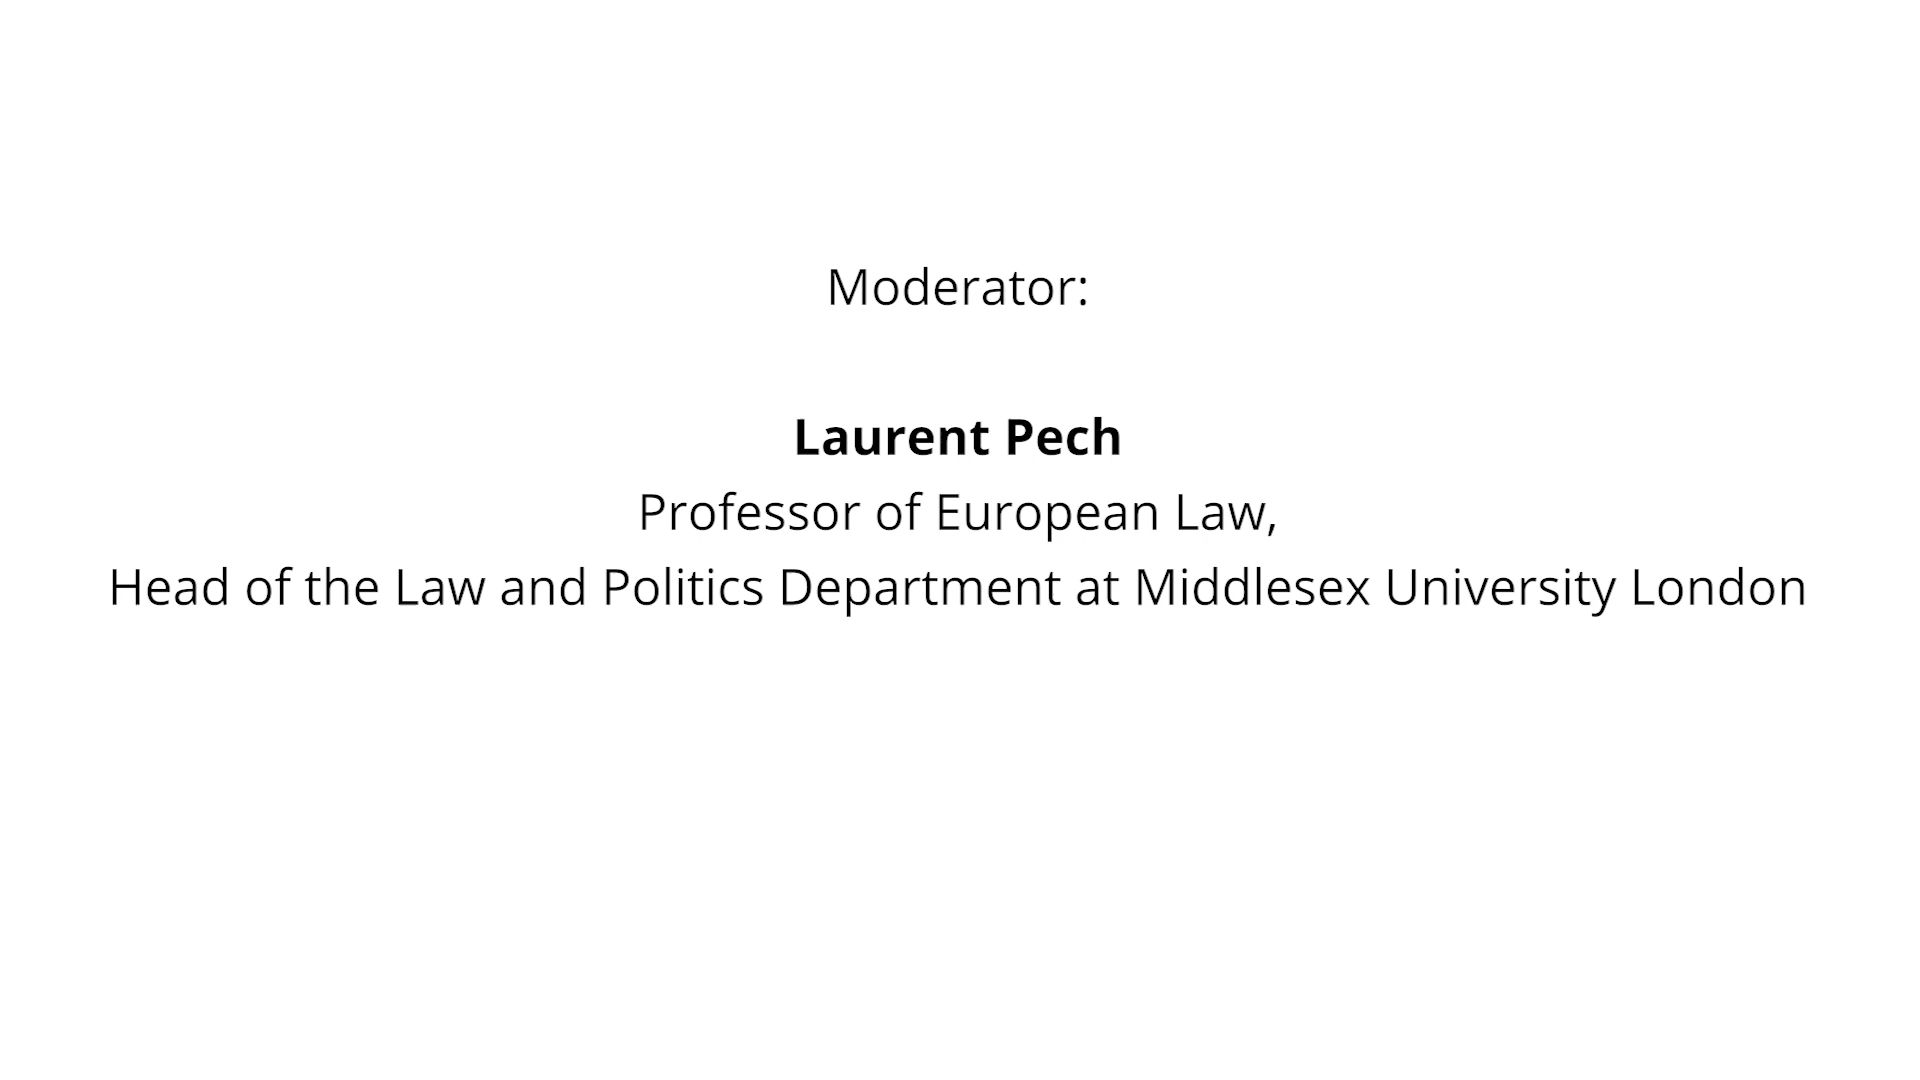 Moderator:
Laurent Pech
Professor of European Law,
Head of the Law and Politics Department at Middlesex University London